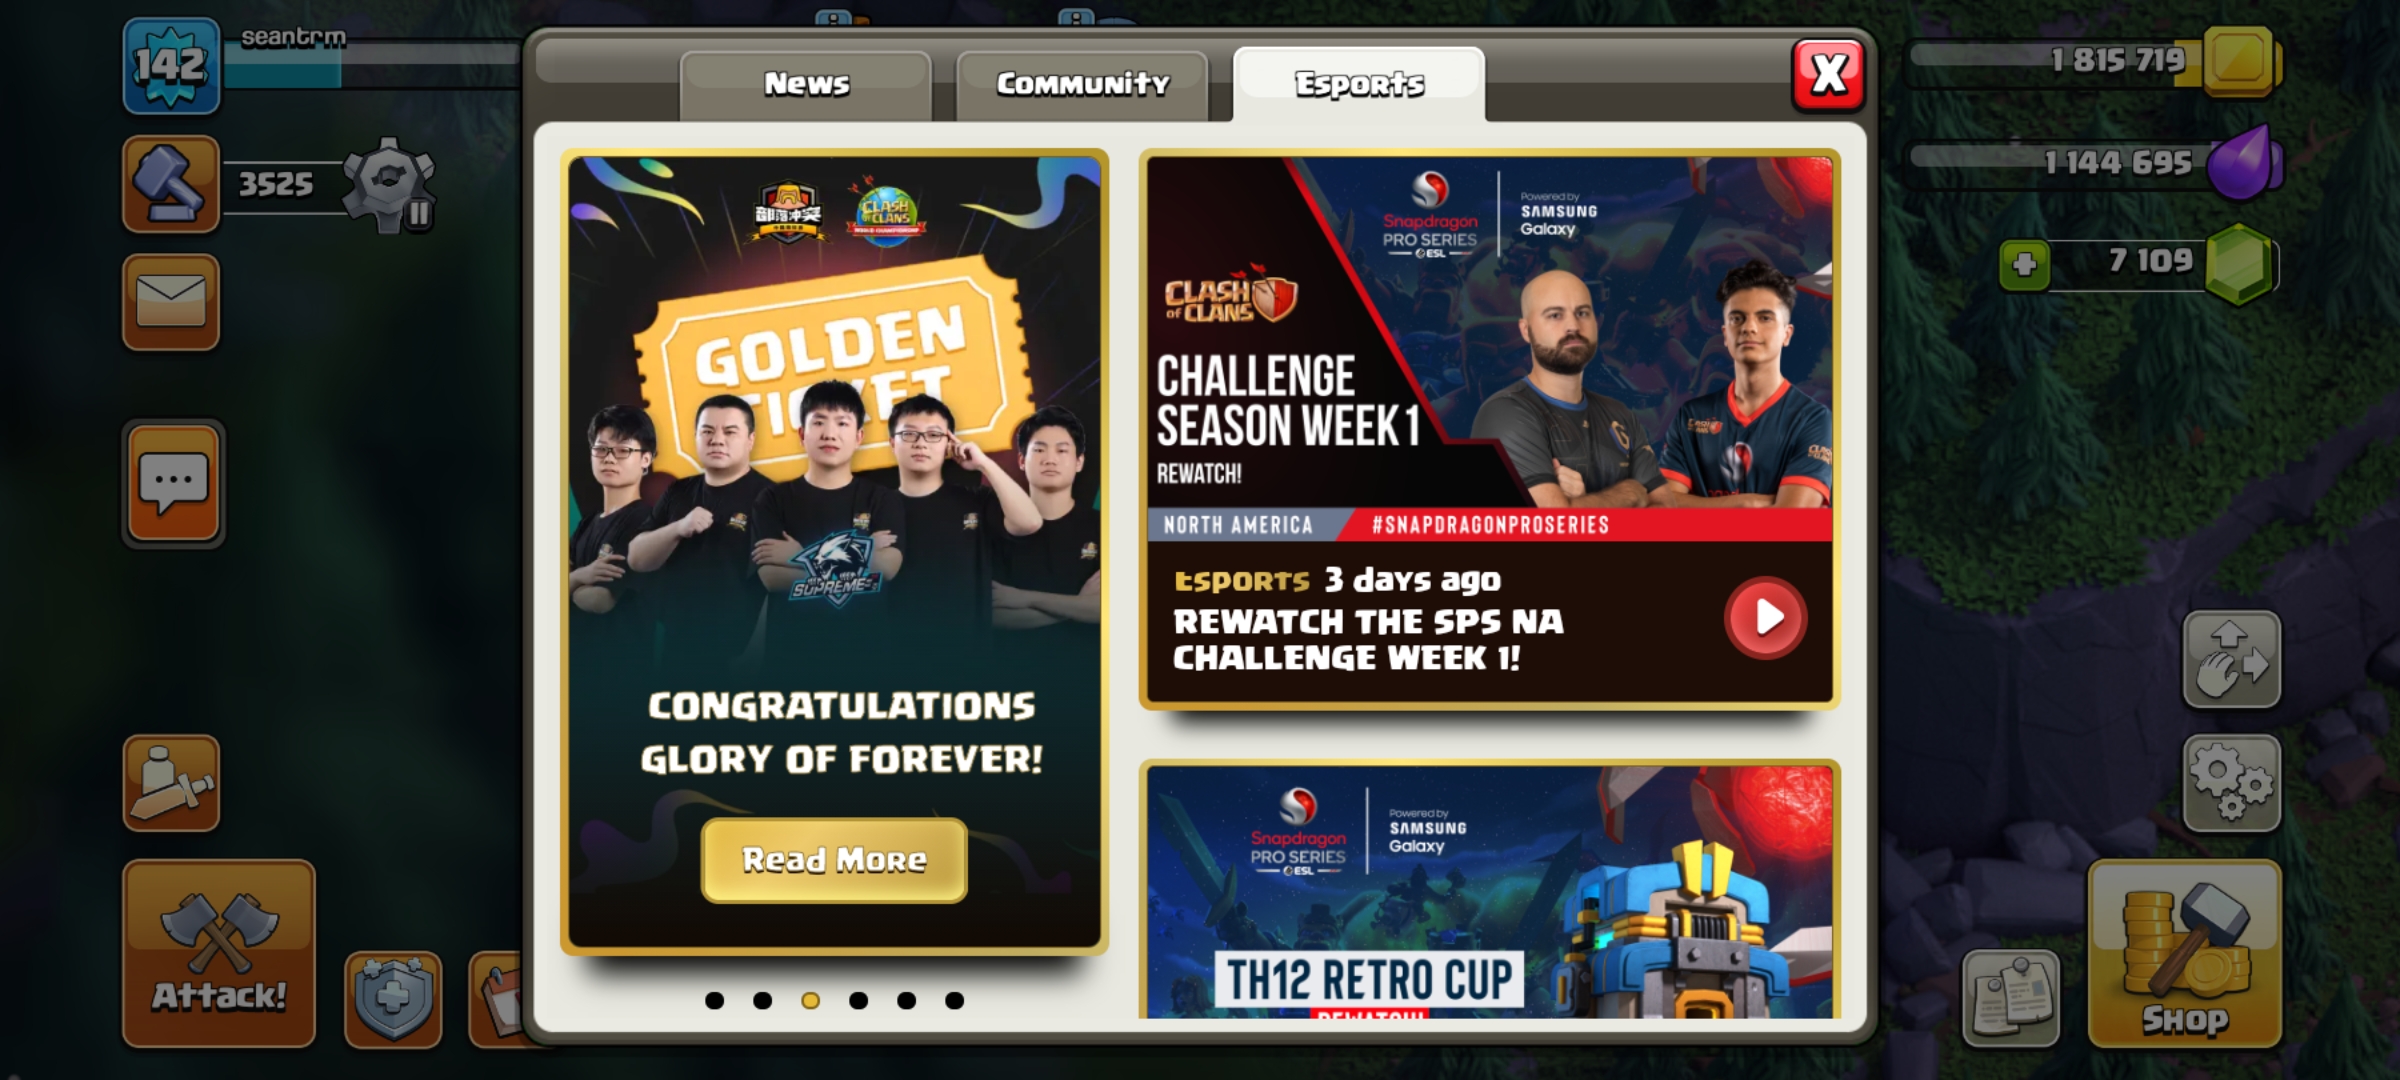 142
seantrm
3525
Attack!
News
Community
Esports
X
部落冲突
CLASH
OF CLANS
WORLD CHAMPIONSHIP
GOLDEN
TICKET
SUPREME
CONGRATULATIONS
GLORY OF FOREVER!
Read More
Snapdragon
PRO SERIES
ESL
Powered by
SAMSUNG
Galaxy
CLASH
OF CLANS
CHALLENGE
SEASON WEEK 1
REWATCH!
NORTH AMERICA
#SNAPDRAGONPROSERIES
Esports 3 days ago
REWATCH THE SPS NA
CHALLENGE WEEK 1!
Snapdragon
PRO SERIES
ESL
Powered by
SAMSUNG
Galaxy
TH12 RETRO CUP
REWATCH!
1 815 719
1 144 695
7 109
Shop